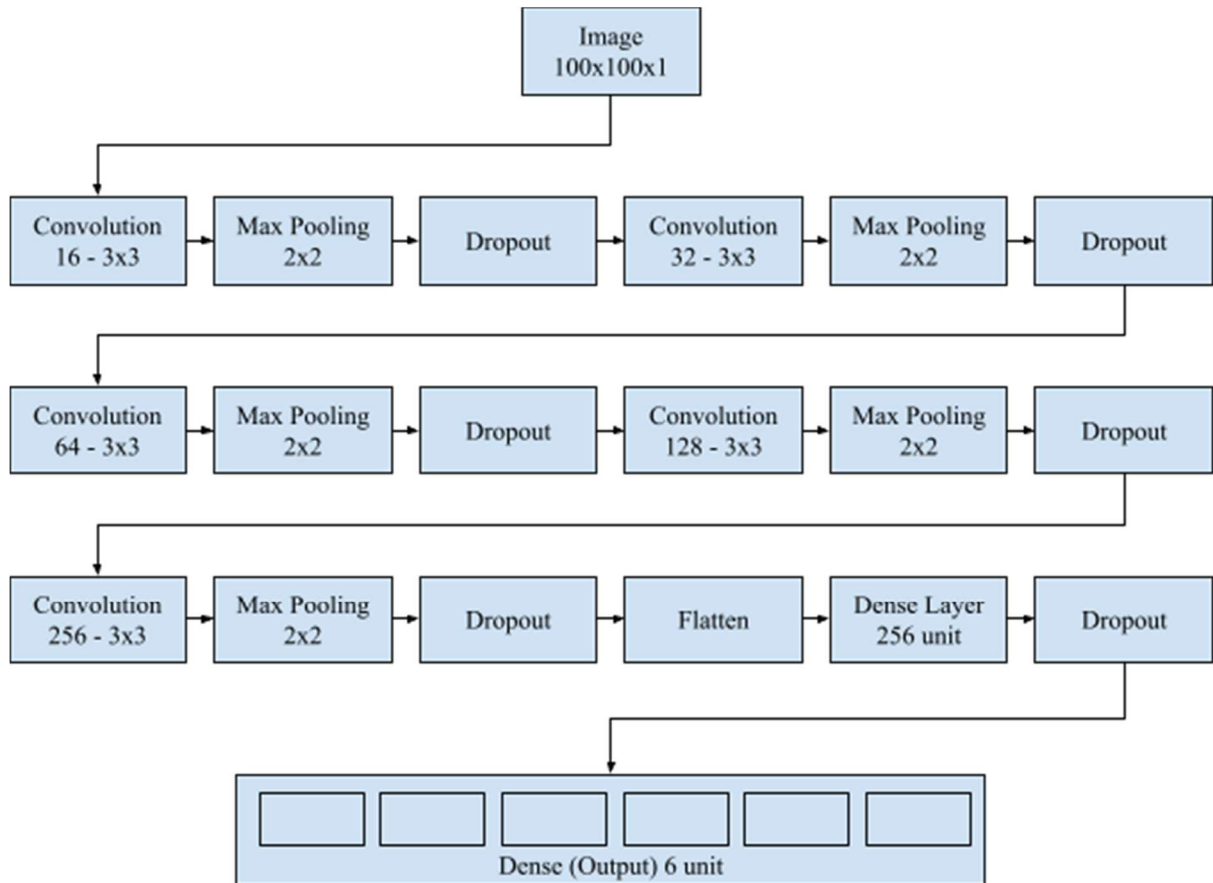 Image
100x100x1
Convolution
16 - 3x3
Max Pooling
2x2
Dropout
Convolution
32 - 3x3
Max Pooling
2x2
Dropout
Convolution
64 - 3x3
Max Pooling
2x2
Dropout
Convolution
128 - 3x3
Max Pooling
2x2
Dropout
Convolution
256 - 3x3
Max Pooling
2x2
Dropout
Flatten
Dense Layer
256 unit
Dropout
Dense (Output) 6 unit